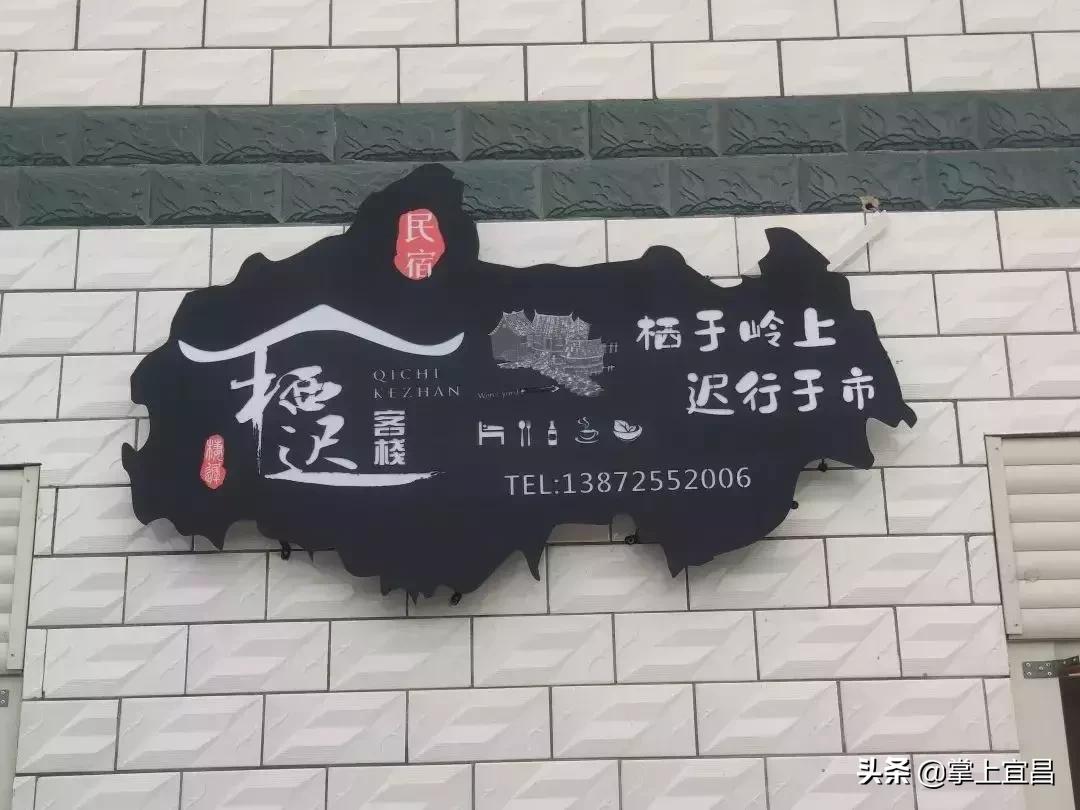 民宿
栖迟
QICHI
KEZHAN
客栈
栖于岭上
迟行于市
TEL:13872552006
头条 @掌上宜昌